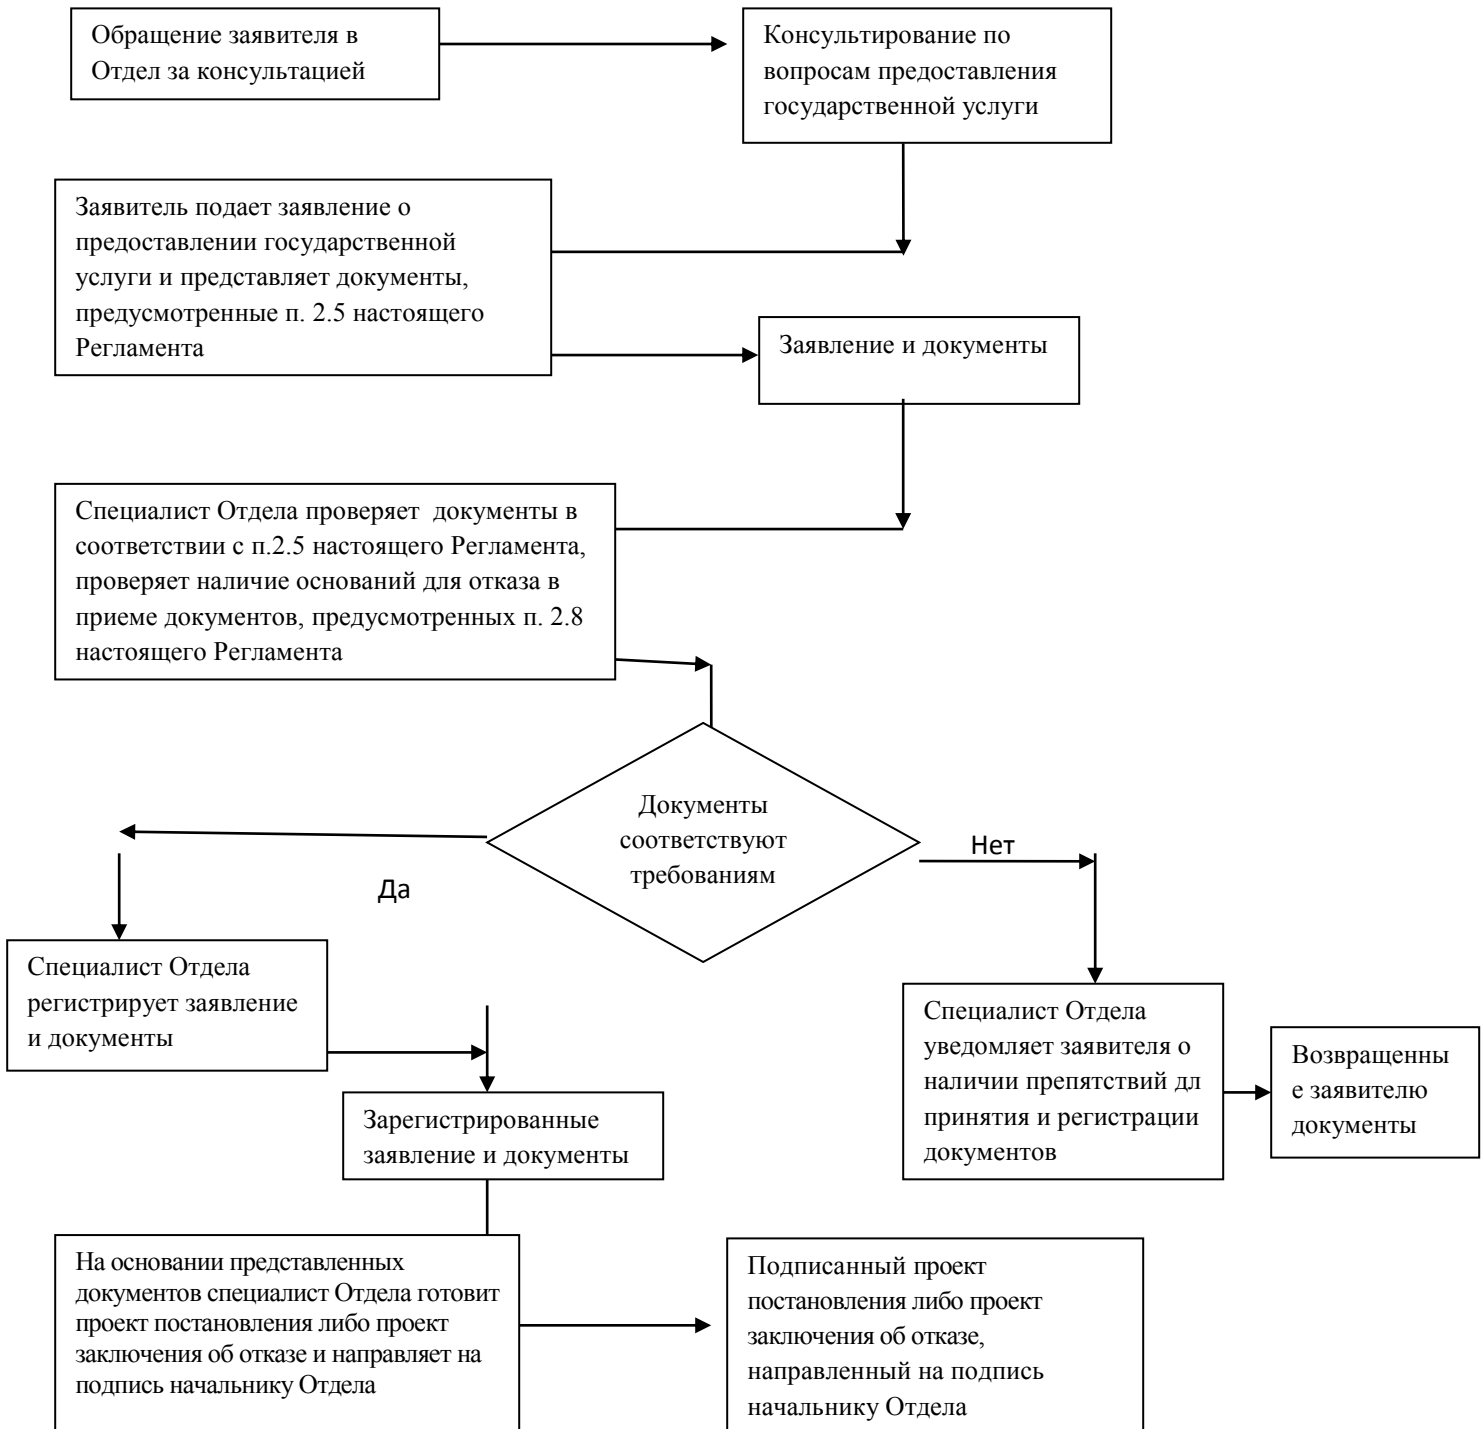 Обращение заявителя в
Отдел за консультацией
Консультирование по
вопросам предоставления
государственной услуги
Заявитель подает заявление о
предоставлении государственной
услуги и представляет документы,
предусмотренные п. 2.5 настоящего
Регламента
Заявление и документы
Специалист Отдела проверяет  документы в
соответствии с п.2.5 настоящего Регламента,
проверяет наличие оснований для отказа в
приеме документов, предусмотренных п. 2.8
настоящего Регламента
Документы
соответствуют
требованиям
Нет
Да
Специалист Отдела
регистрирует заявление
и документы
Специалист Отдела
уведомляет заявителя о
наличии препятствий дл
принятия и регистрации
документов
Возвращенны
е заявителю
документы
Зарегистрированные
заявление и документы
На основании представленных
документов специалист Отдела готовит
проект постановления либо проект
заключения об отказе и направляет на
подпись начальнику Отдела
Подписанный проект
постановления либо проект
заключения об отказе,
направленный на подпись
начальнику Отдела